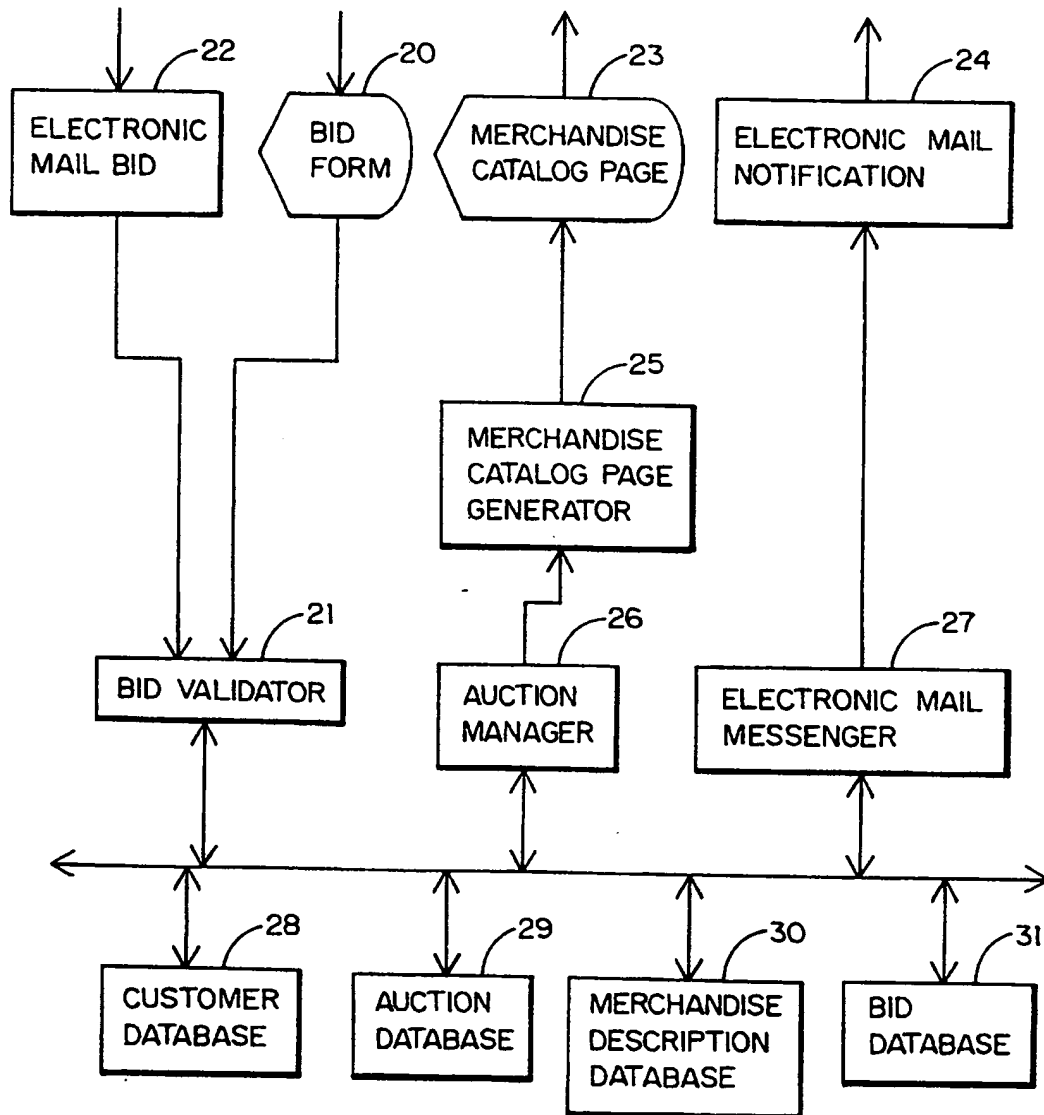 22
20
23
24
ELECTRONIC
MAIL BID
BID
FORM
MERCHANDISE
CATALOG PAGE
ELECTRONIC MAIL
NOTIFICATION
25
MERCHANDISE
CATALOG PAGE
GENERATOR
21
26
27
BID VALIDATOR
AUCTION
MANAGER
ELECTRONIC MAIL
MESSENGER
28
29
30
31
CUSTOMER
DATABASE
AUCTION
DATABASE
MERCHANDISE
DESCRIPTION
DATABASE
BID
DATABASE